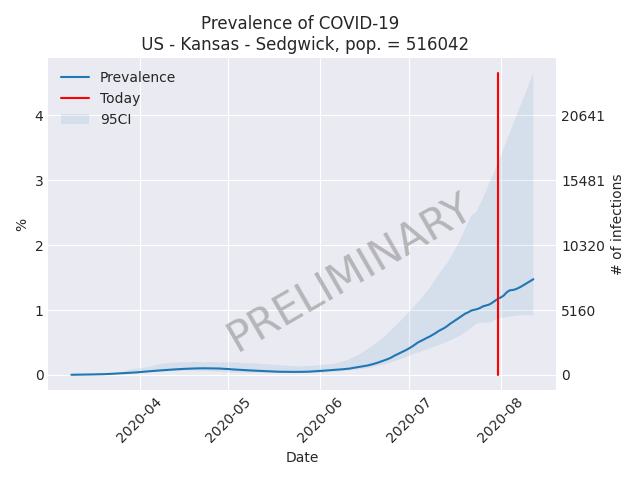 Prevalence of COVID-19
US - Kansas - Sedgwick, pop. = 516042
Prevalence
Today
95CI
4
3
2
1
0
%
20641
15481
10320
5160
0
# of infections
PRELIMINARY
2020-04
2020-05
2020-06
2020-07
2020-08
Date